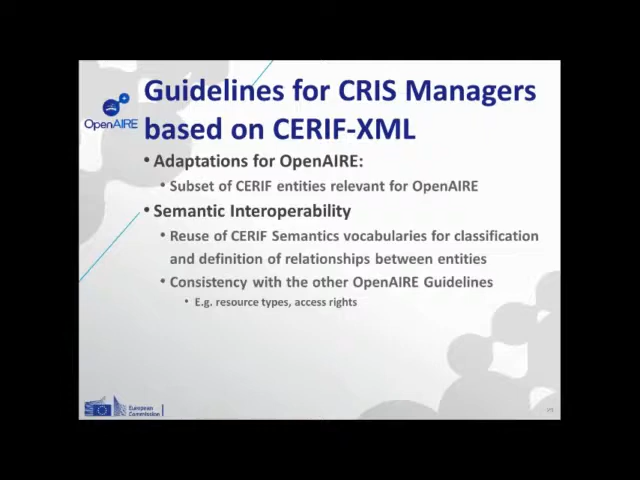 Guidelines for CRIS Managers
based on CERIF-XML
OpenAIRE
• Adaptations for OpenAIRE:
• Subset of CERIF entities relevant for OpenAIRE
• Semantic Interoperability
• Reuse of CERIF Semantics vocabularies for classification
and definition of relationships between entities
• Consistency with the other OpenAIRE Guidelines
• E.g. resource types, access rights
European
Commission